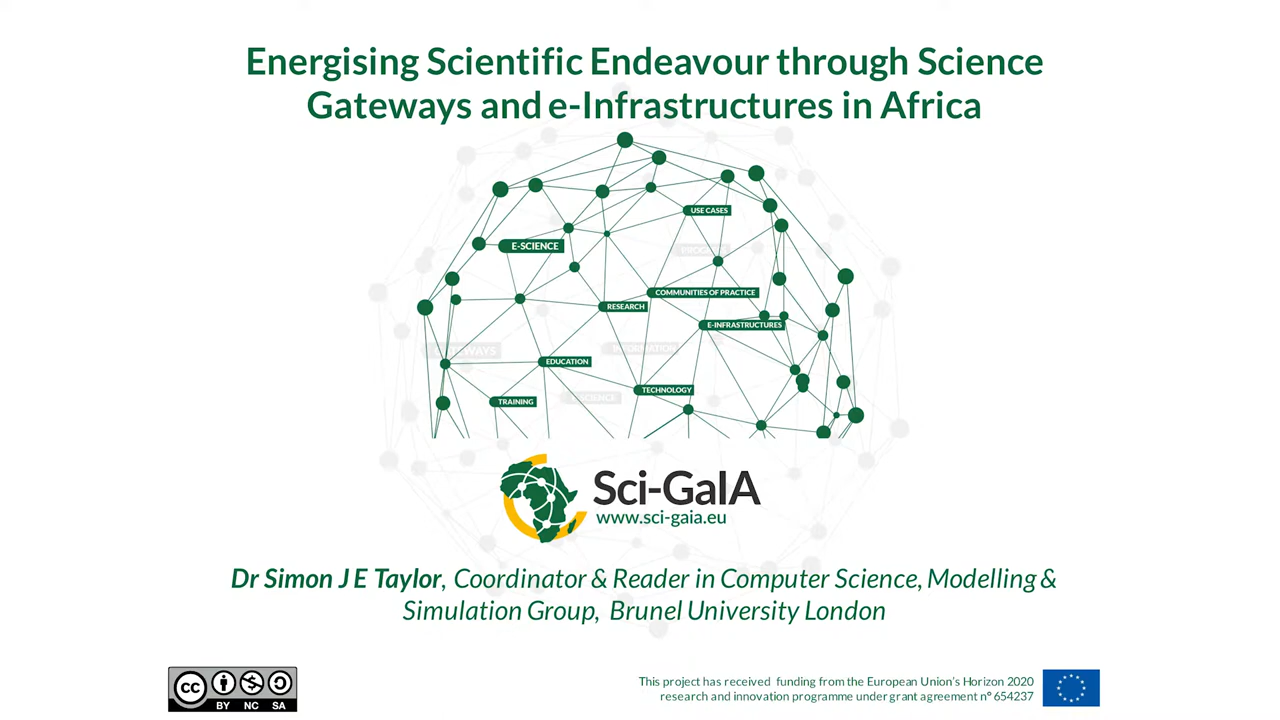 Energising Scientific Endeavour through Science
Gateways and e-Infrastructures in Africa
USE CASES
E-SCIENCE
COMMUNITIES OF PRACTICE
RESEARCH
E-INFRASTRUCTURES
EDUCATION
TECHNOLOGY
TRAINING
SCIENCE
Sci-GaIA
www.sci-gaia.eu
Dr Simon J E Taylor, Coordinator & Reader in Computer Science, Modelling &
Simulation Group, Brunel University London
cc
BY NC SA
This project has received funding from the European Union's Horizon 2020
research and innovation programme under grant agreement n° 654237